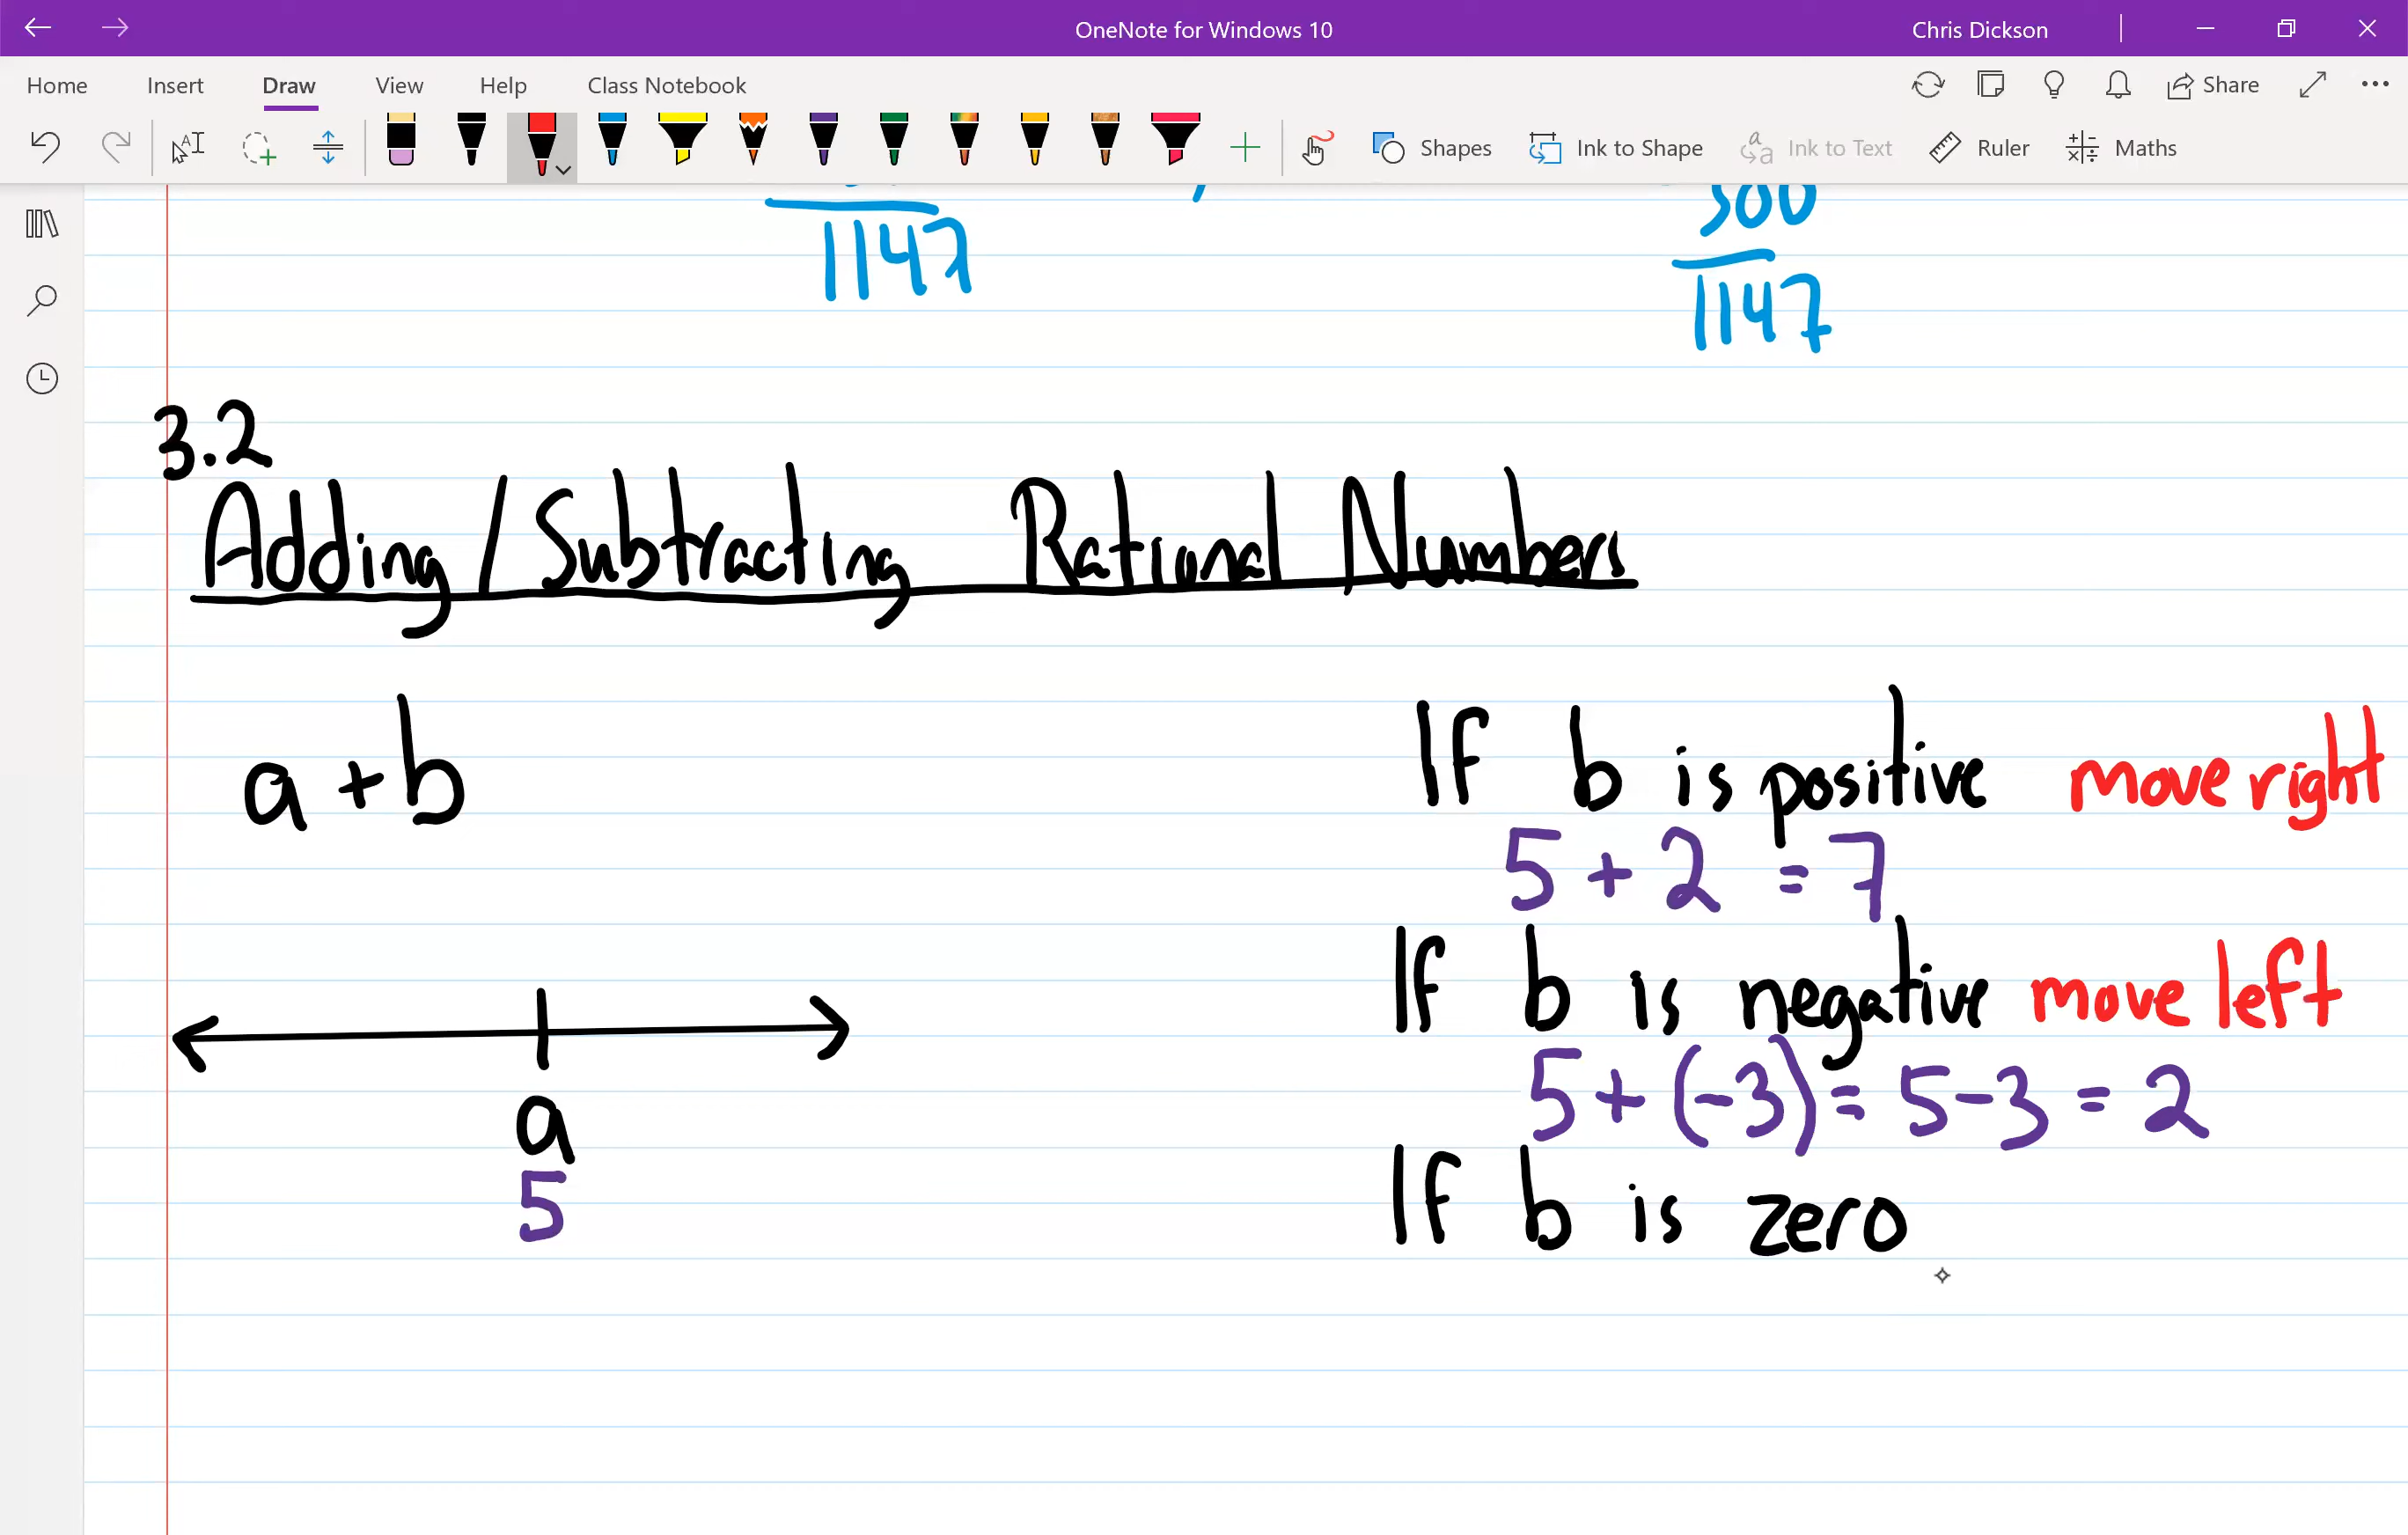 OneNote for Windows 10
Chris Dickson
Home Insert Draw View Help Class Notebook
Share
Shapes Ink to Shape Ink to Text Ruler Maths
1147
500
1147
3.2
Adding / Subtracting Rational Numbers
a + b
If b is positive move right
5 + 2 = 7
If b is negative move left
5 + (-3) = 5 - 3 = 2
a
5
If b is zero